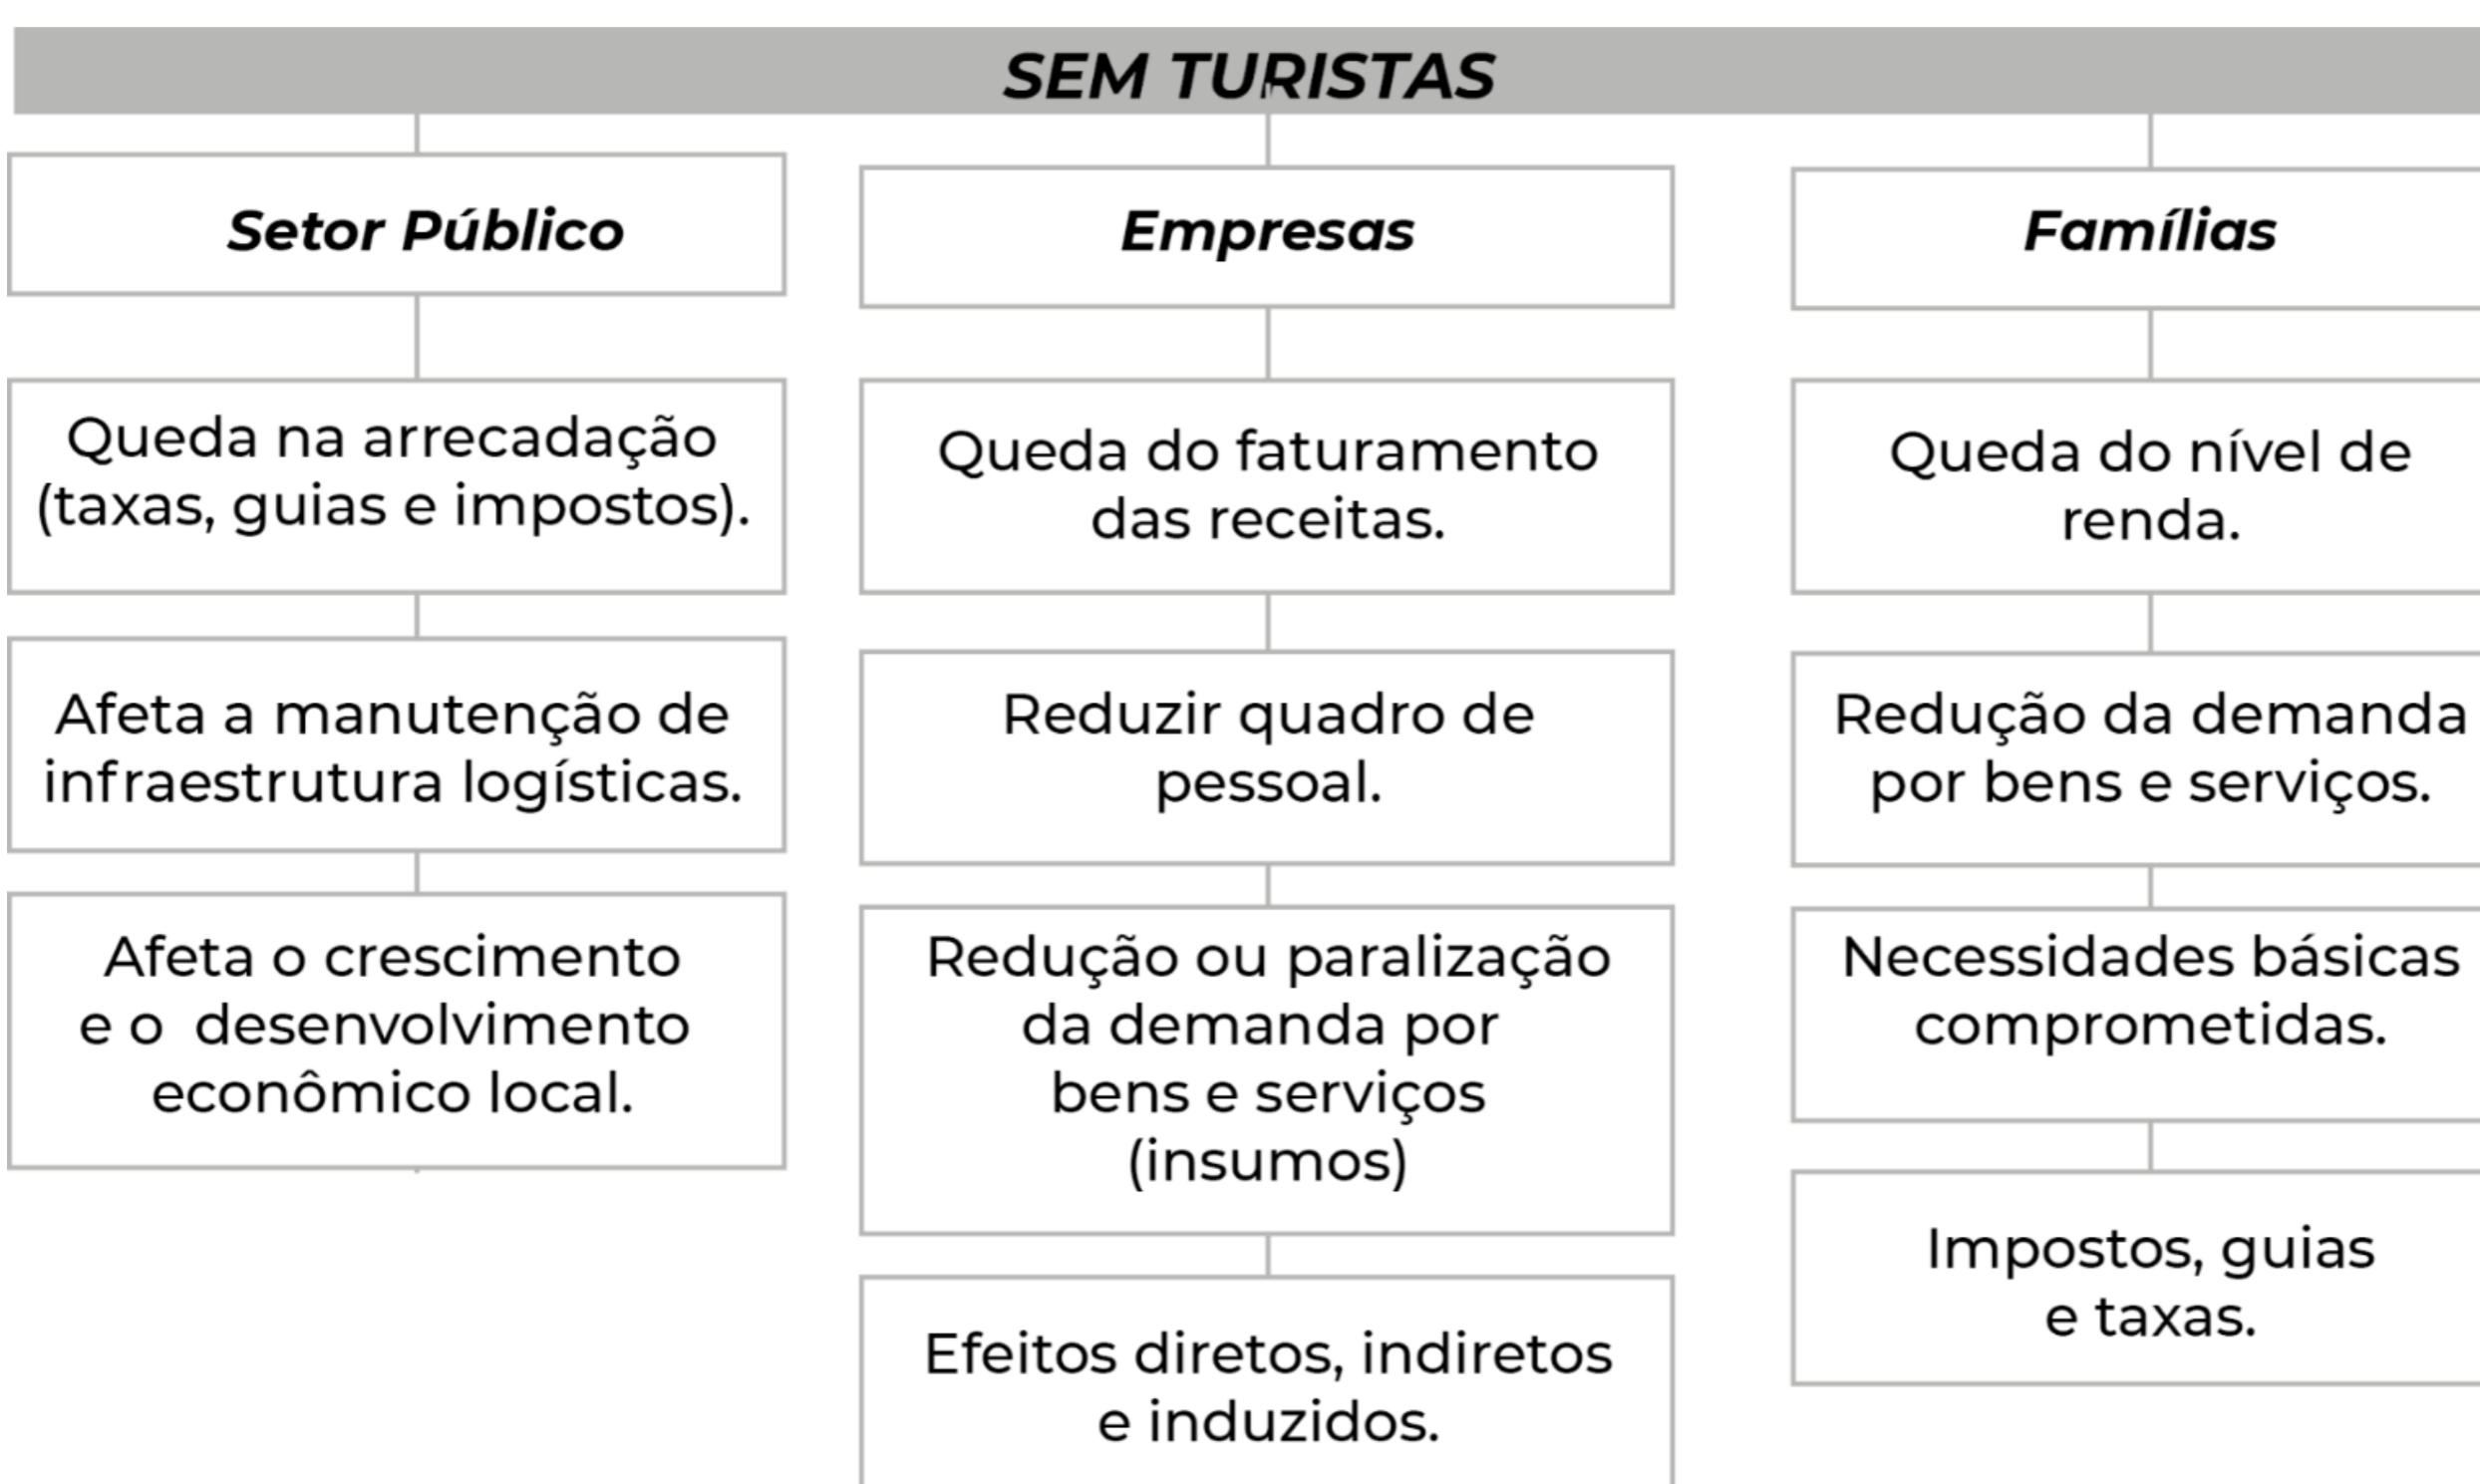 SEM TURISTAS
Setor Público
Queda na arrecadação
(taxas, guias e impostos).
Afeta a manutenção de
infraestrutura logísticas.
Afeta o crescimento
e o  desenvolvimento
econômico local.
Empresas
Queda do faturamento
das receitas.
Reduzir quadro de
pessoal.
Redução ou paralização
da demanda por
bens e serviços
(insumos)
Efeitos diretos, indiretos
e induzidos.
Famílias
Queda do nível de
renda.
Redução da demanda
por bens e serviços.
Necessidades básicas
comprometidas.
Impostos, guias
e taxas.